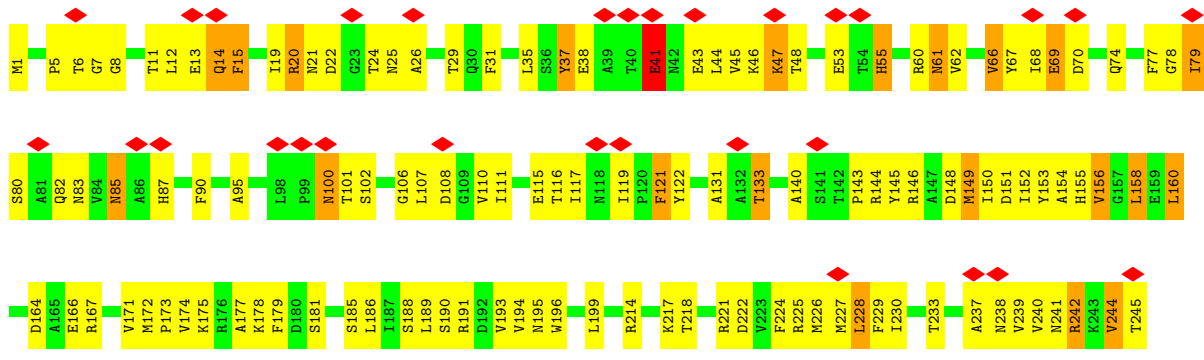 M1 P5 T6 G7 G8 T11 L12 E13 Q14 F15 I19 R20 N21 D22 G23 T24 N25 A26 T29 Q30 F31 L35 S36 Y37 E38 A39 T40 E41 N42 E43 L44 V45 K46 K47 T48 E53 T54 H55 R60 N61 V62 V66 Y67 I68 E69 D70 Q74 F77 G78 I79
S80 A81 Q82 N83 V84 N85 A86 H87 F90 A95 L98 P99 N100 T101 S102 G106 L107 D108 G109 V110 I111 E115 T116 I117 N118 I119 P120 F121 Y122 A131 A132 T133 A140 S141 T142 P143 R144 Y145 R146 A147 D148 M149 I150 D151 I152 Y153 A154 H155 V156 G157 L158 E159 L160
D164 A165 E166 R167 V171 M172 P173 V174 K175 R176 A177 K178 F179 D180 S181 S185 L186 I187 S188 L189 S190 R191 D192 V193 V194 N195 W196 L199 R214 K217 T218 R221 D222 V223 F224 R225 M226 M227 L228 F229 I230 T233 A237 N238 V239 V240 N241 R242 K243 V244 T245